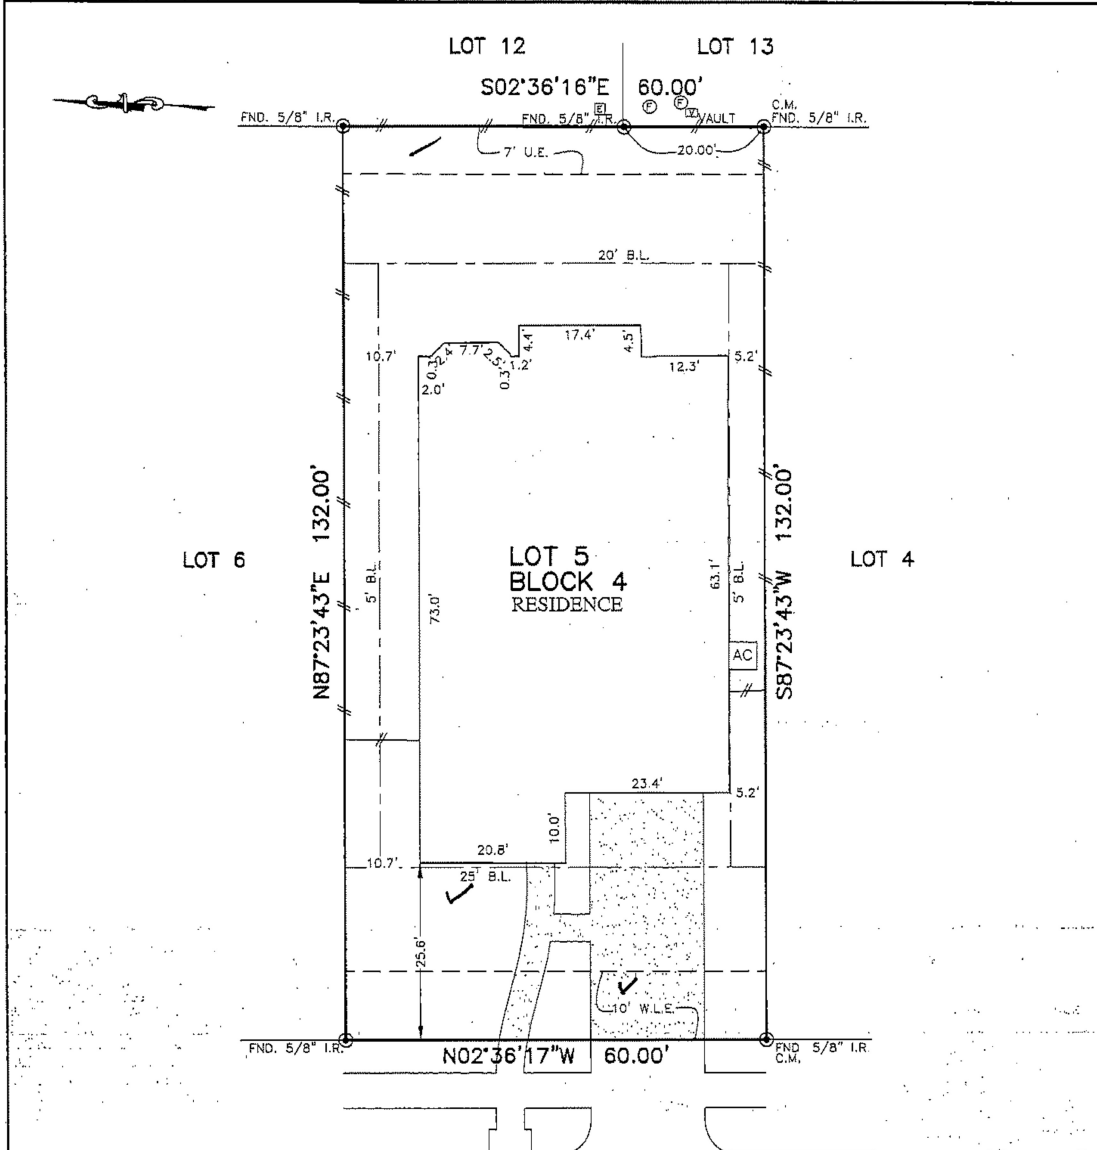 LOT 12
LOT 13
S02°36'16"E 60.00'
E
F
F
V
VAULT
C.M.
FND. 5/8" I.R.
FND. 5/8" I.R.
FND. 5/8" I.R.
7' U.E.
20.00'
20' B.L.
17.4'
4.4'
4.5'
7.7'
2.4'
2.5'
0.3'
0.3'
1.2'
2.0'
12.3'
10.7'
5.2'
N87°23'43"E 132.00'
S87°23'43"W 132.00'
LOT 6
LOT 5
BLOCK 4
RESIDENCE
LOT 4
5' B.L.
73.0'
63.1'
5' B.L.
AC
23.4'
5.2'
10.0'
20.8'
10.7'
25' B.L.
25.6'
10' W.L.E.
FND. 5/8" I.R.
N02°36'17"W 60.00'
FND 5/8" I.R.
C.M.